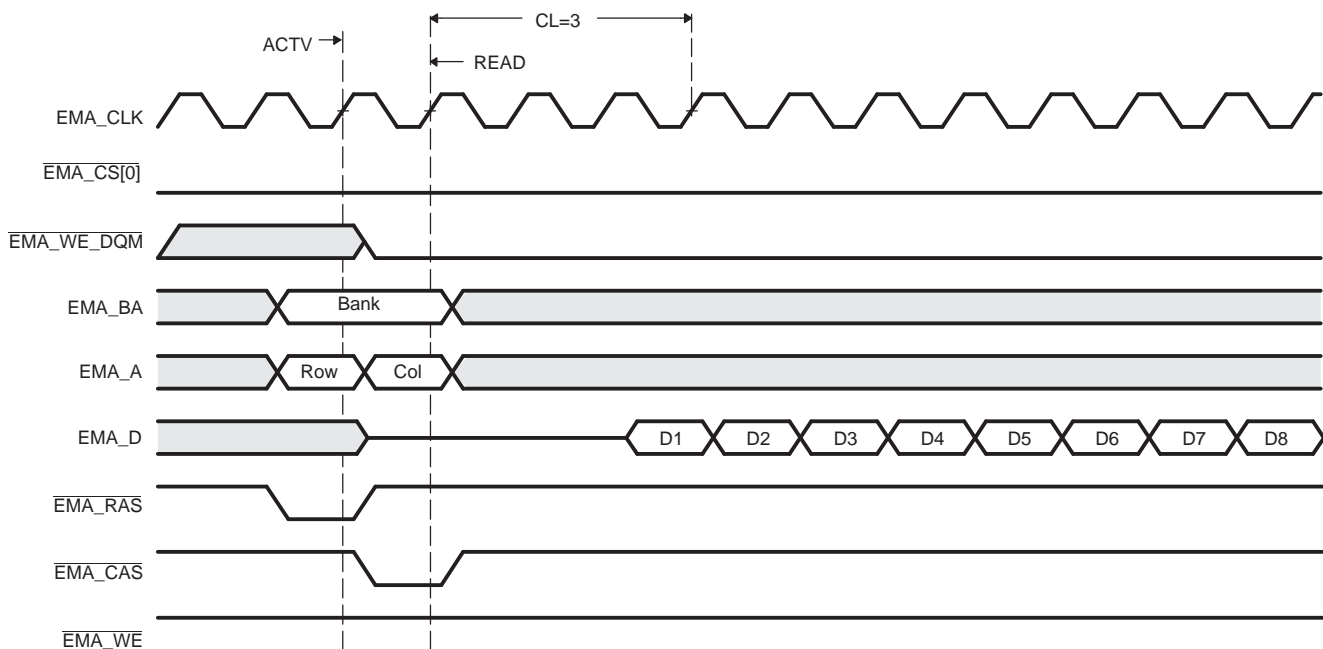 CL=3
ACTV
READ
EMA_CLK
EMA_CS[0]
EMA_WE_DQM
EMA_BA
Bank
EMA_A
Row
Col
EMA_D
D1
D2
D3
D4
D5
D6
D7
D8
EMA_RAS
EMA_CAS
EMA_WE